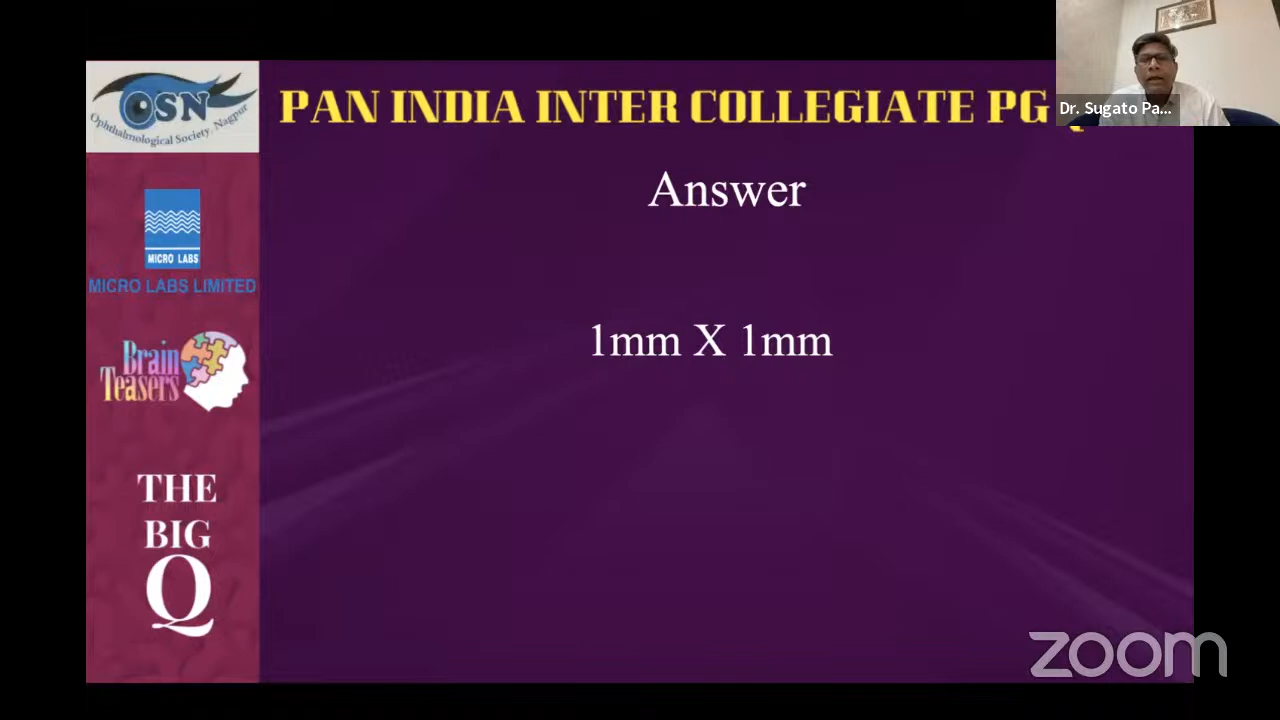 OSN
Ophthalmological Society, Nagpur
MICRO LABS
MICRO LABS LIMITED
Brain
Teasers
THE
BIG
Q
PAN INDIA INTER COLLEGIATE PG
Answer
1mm X 1mm
Dr. Sugato Pa...
zoom